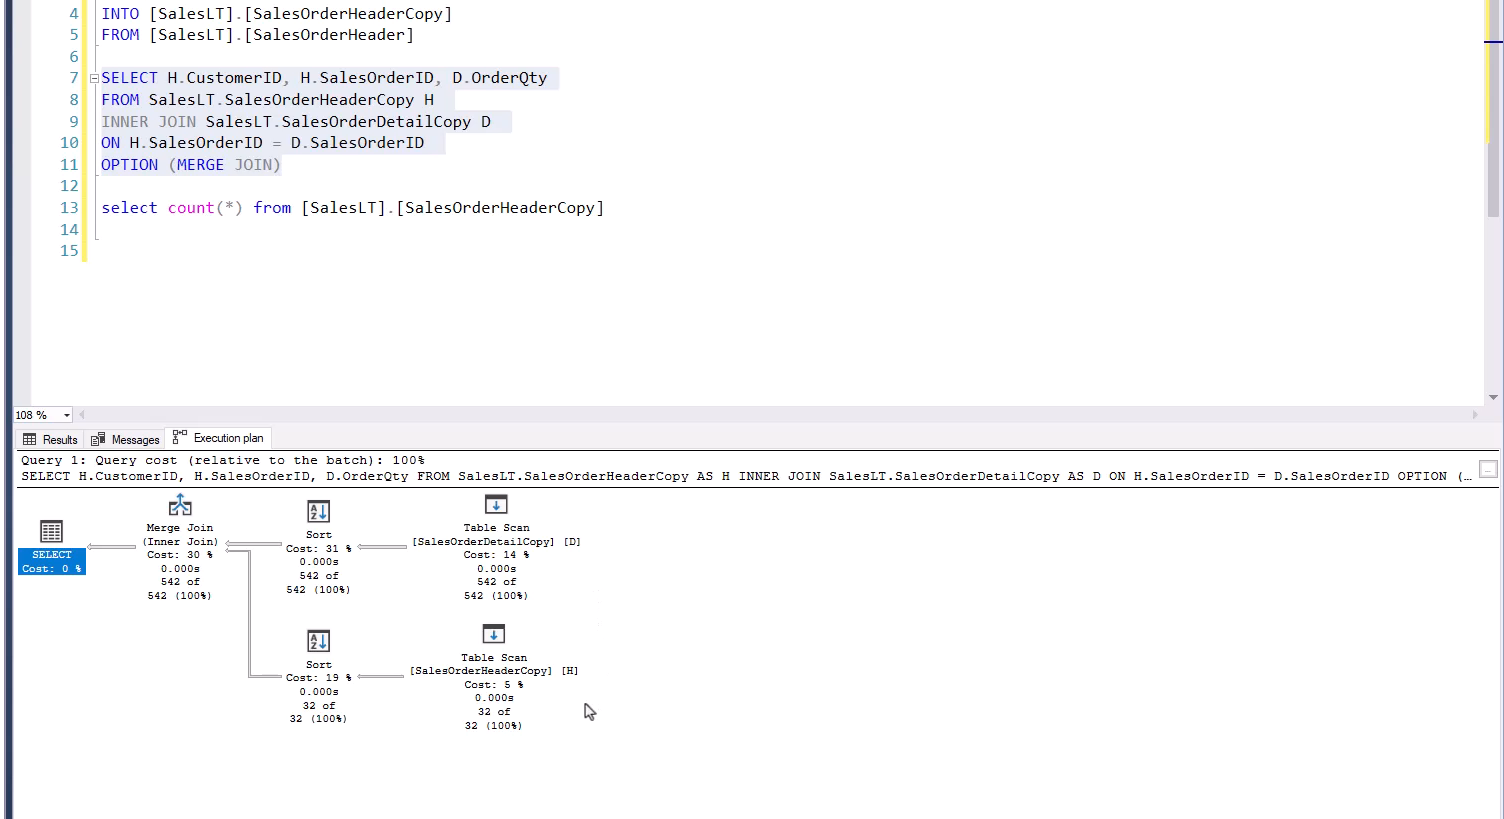 4 INTO [SalesLT].[SalesOrderHeaderCopy]
5 FROM [SalesLT].[SalesOrderHeader]
6
7 SELECT H.CustomerID, H.SalesOrderID, D.OrderQty
8 FROM SalesLT.SalesOrderHeaderCopy H
9 INNER JOIN SalesLT.SalesOrderDetailCopy D
10 ON H.SalesOrderID = D.SalesOrderID
11 OPTION (MERGE JOIN)
12
13 select count(*) from [SalesLT].[SalesOrderHeaderCopy]
14
15
108 %
Results Messages Execution plan
Query 1: Query cost (relative to the batch): 100%
SELECT H.CustomerID, H.SalesOrderID, D.OrderQty FROM SalesLT.SalesOrderHeaderCopy AS H INNER JOIN SalesLT.SalesOrderDetailCopy AS D ON H.SalesOrderID = D.SalesOrderID OPTION (…
SELECT
Cost: 0 %
Merge Join
(Inner Join)
Cost: 30 %
0.000s
542 of
542 (100%)
Sort
Cost: 31 %
0.000s
542 of
542 (100%)
Table Scan
[SalesOrderDetailCopy] [D]
Cost: 14 %
0.000s
542 of
542 (100%)
Sort
Cost: 19 %
0.000s
32 of
32 (100%)
Table Scan
[SalesOrderHeaderCopy] [H]
Cost: 5 %
0.000s
32 of
32 (100%)